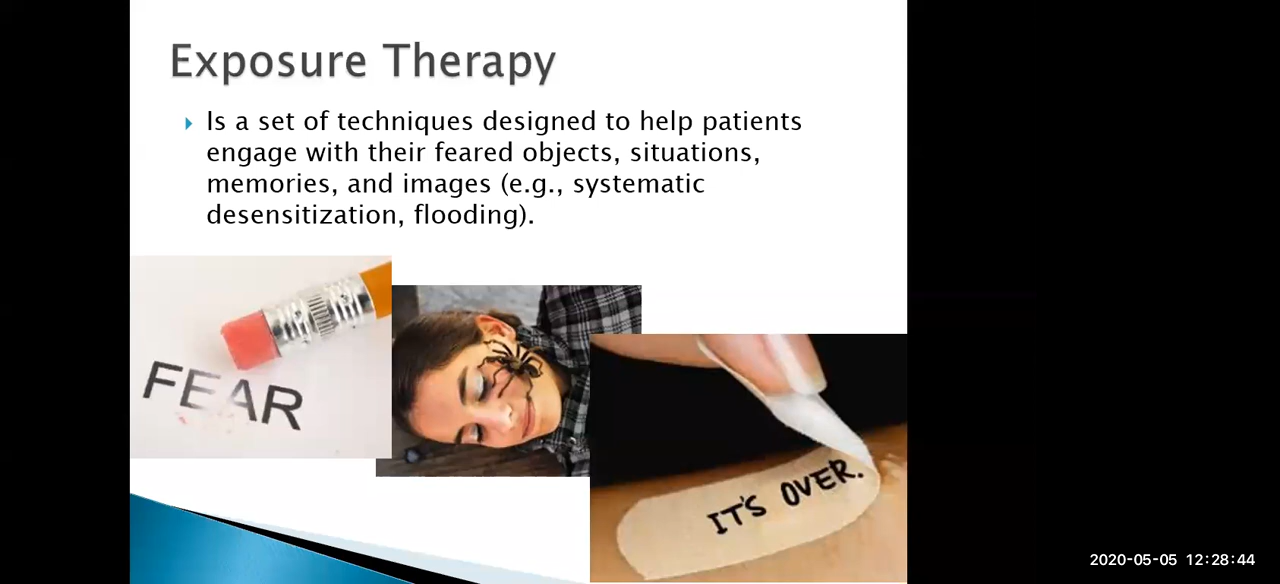 Exposure Therapy
Is a set of techniques designed to help patients
engage with their feared objects, situations,
memories, and images (e.g., systematic
desensitization, flooding).
FEAR
IT'S OVER.
2020-05-05 12:28:44